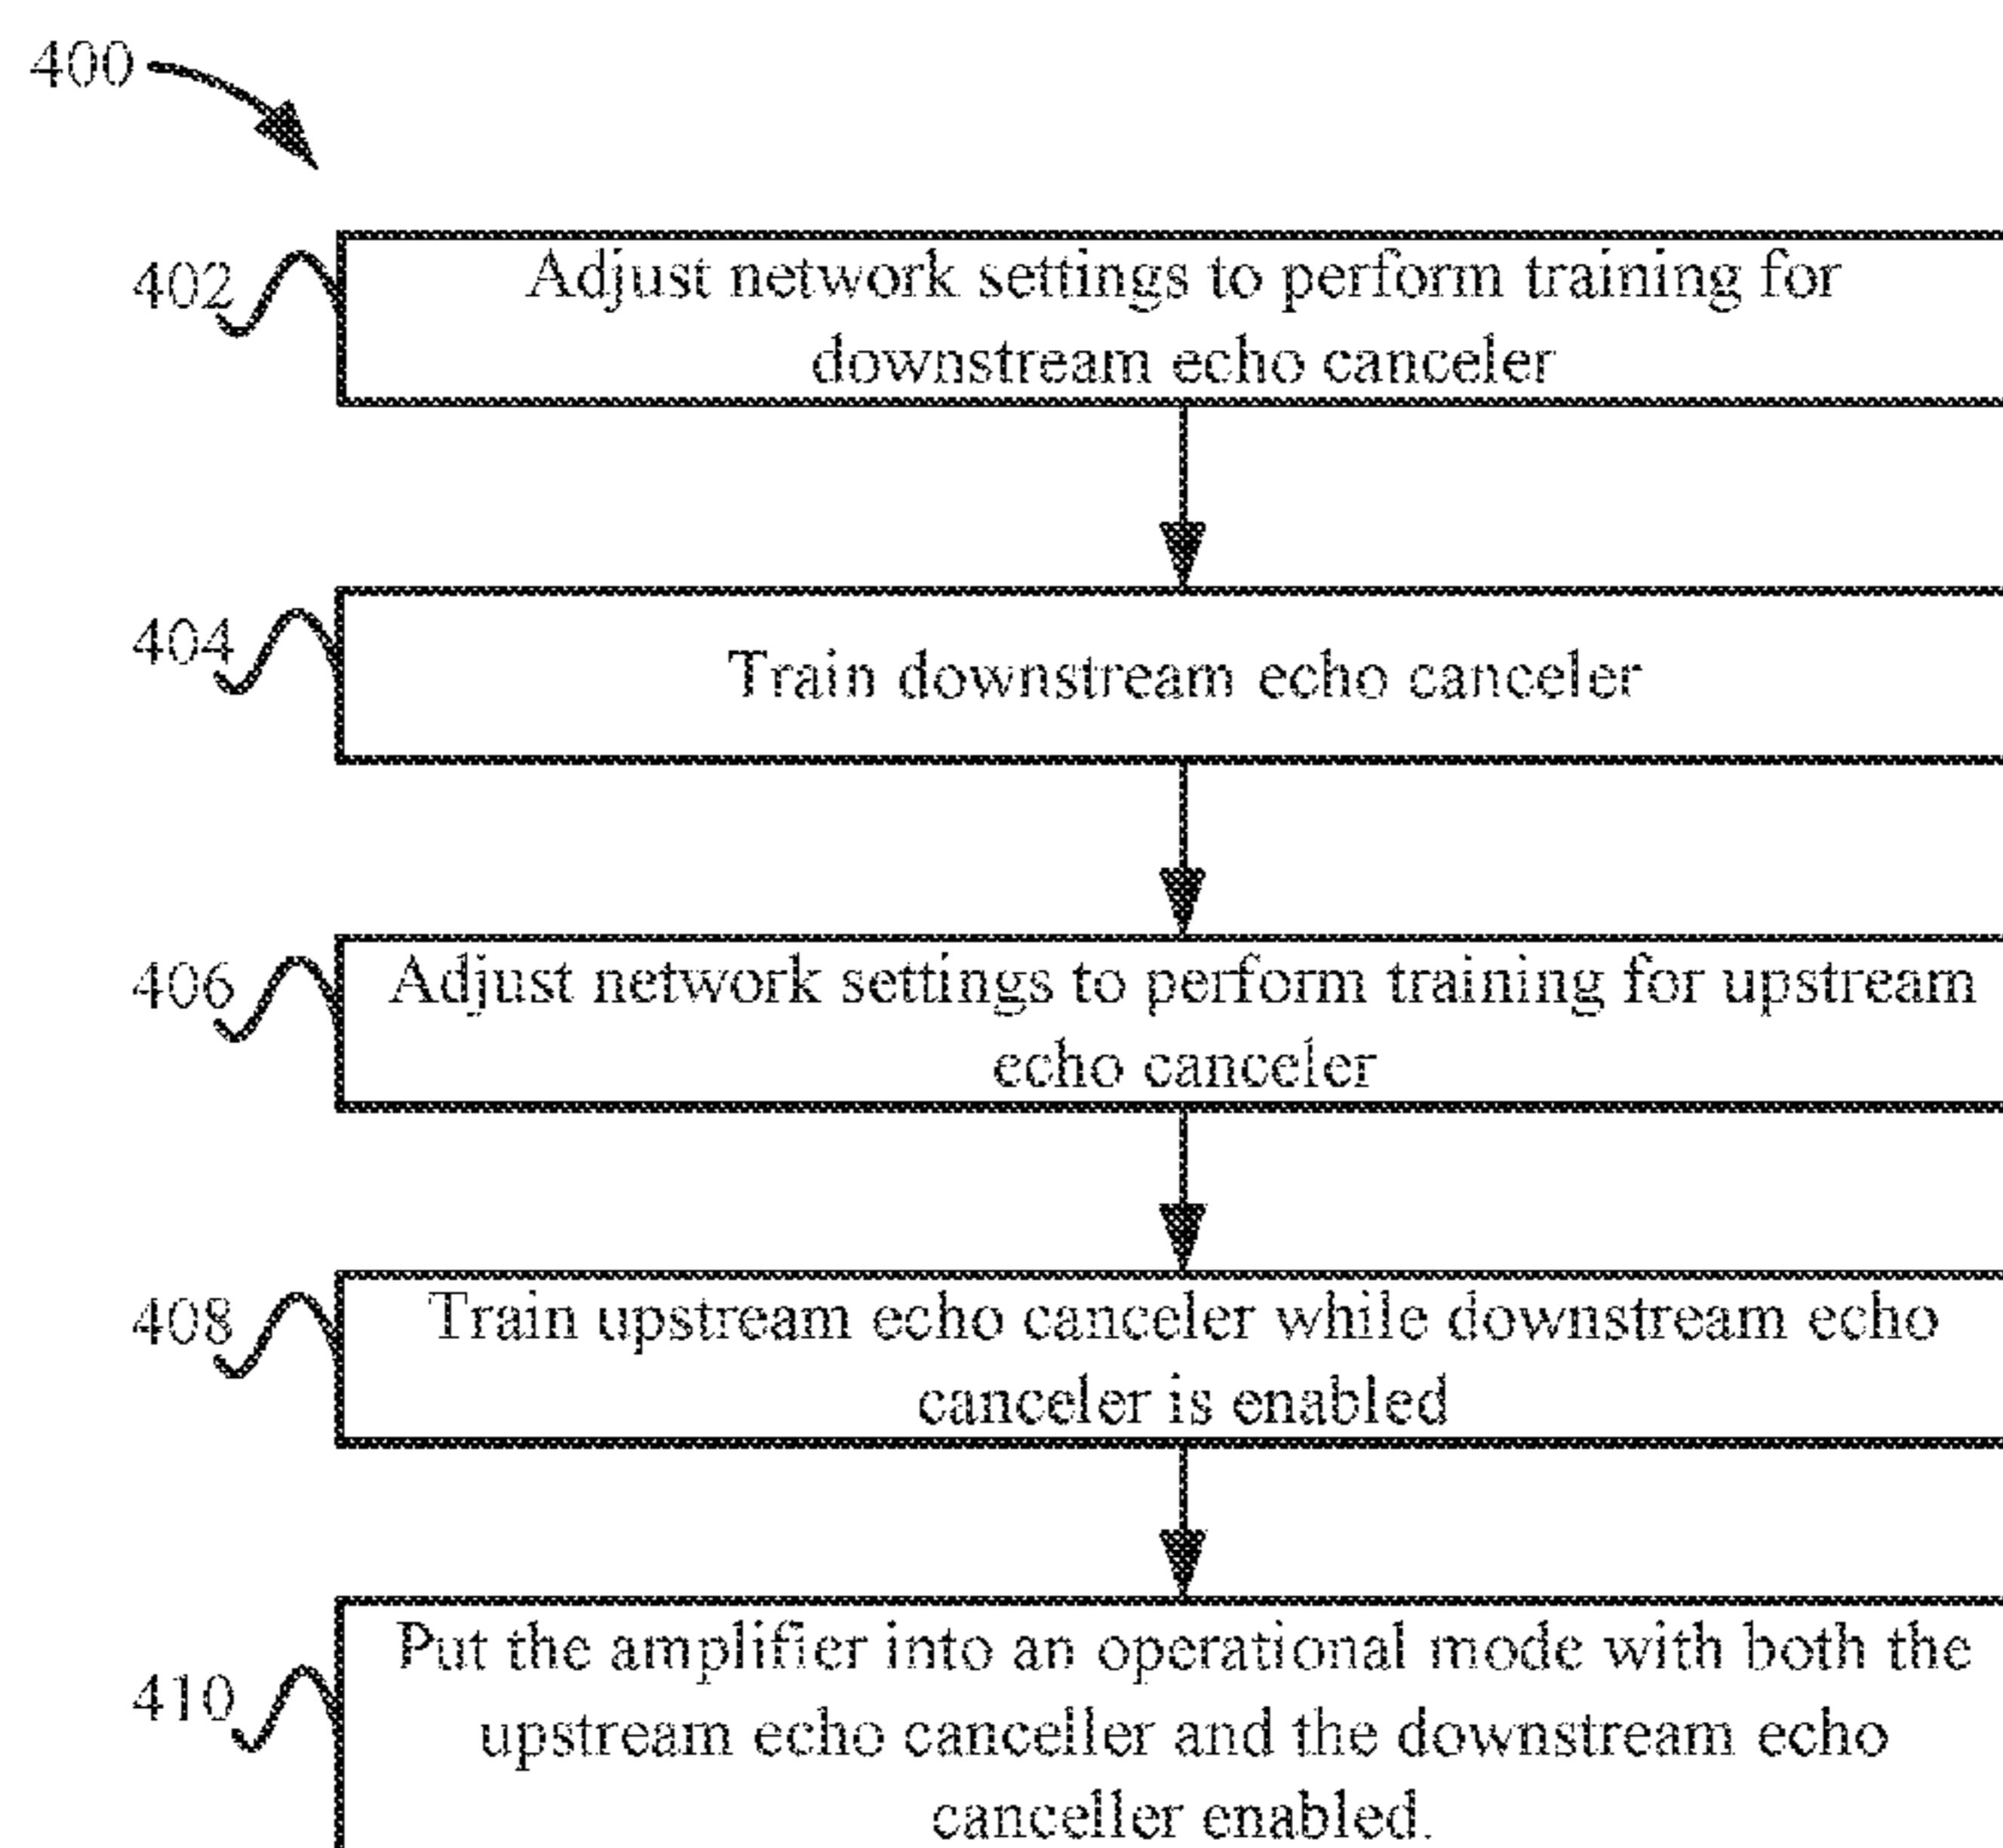 400
402
Adjust network settings to perform training for
downstream echo canceler
404
Train downstream echo canceler
406
Adjust network settings to perform training for upstream
echo canceler
408
Train upstream echo canceler while downstream echo
canceler is enabled
410
Put the amplifier into an operational mode with both the
upstream echo canceller and the downstream echo
canceller enabled.